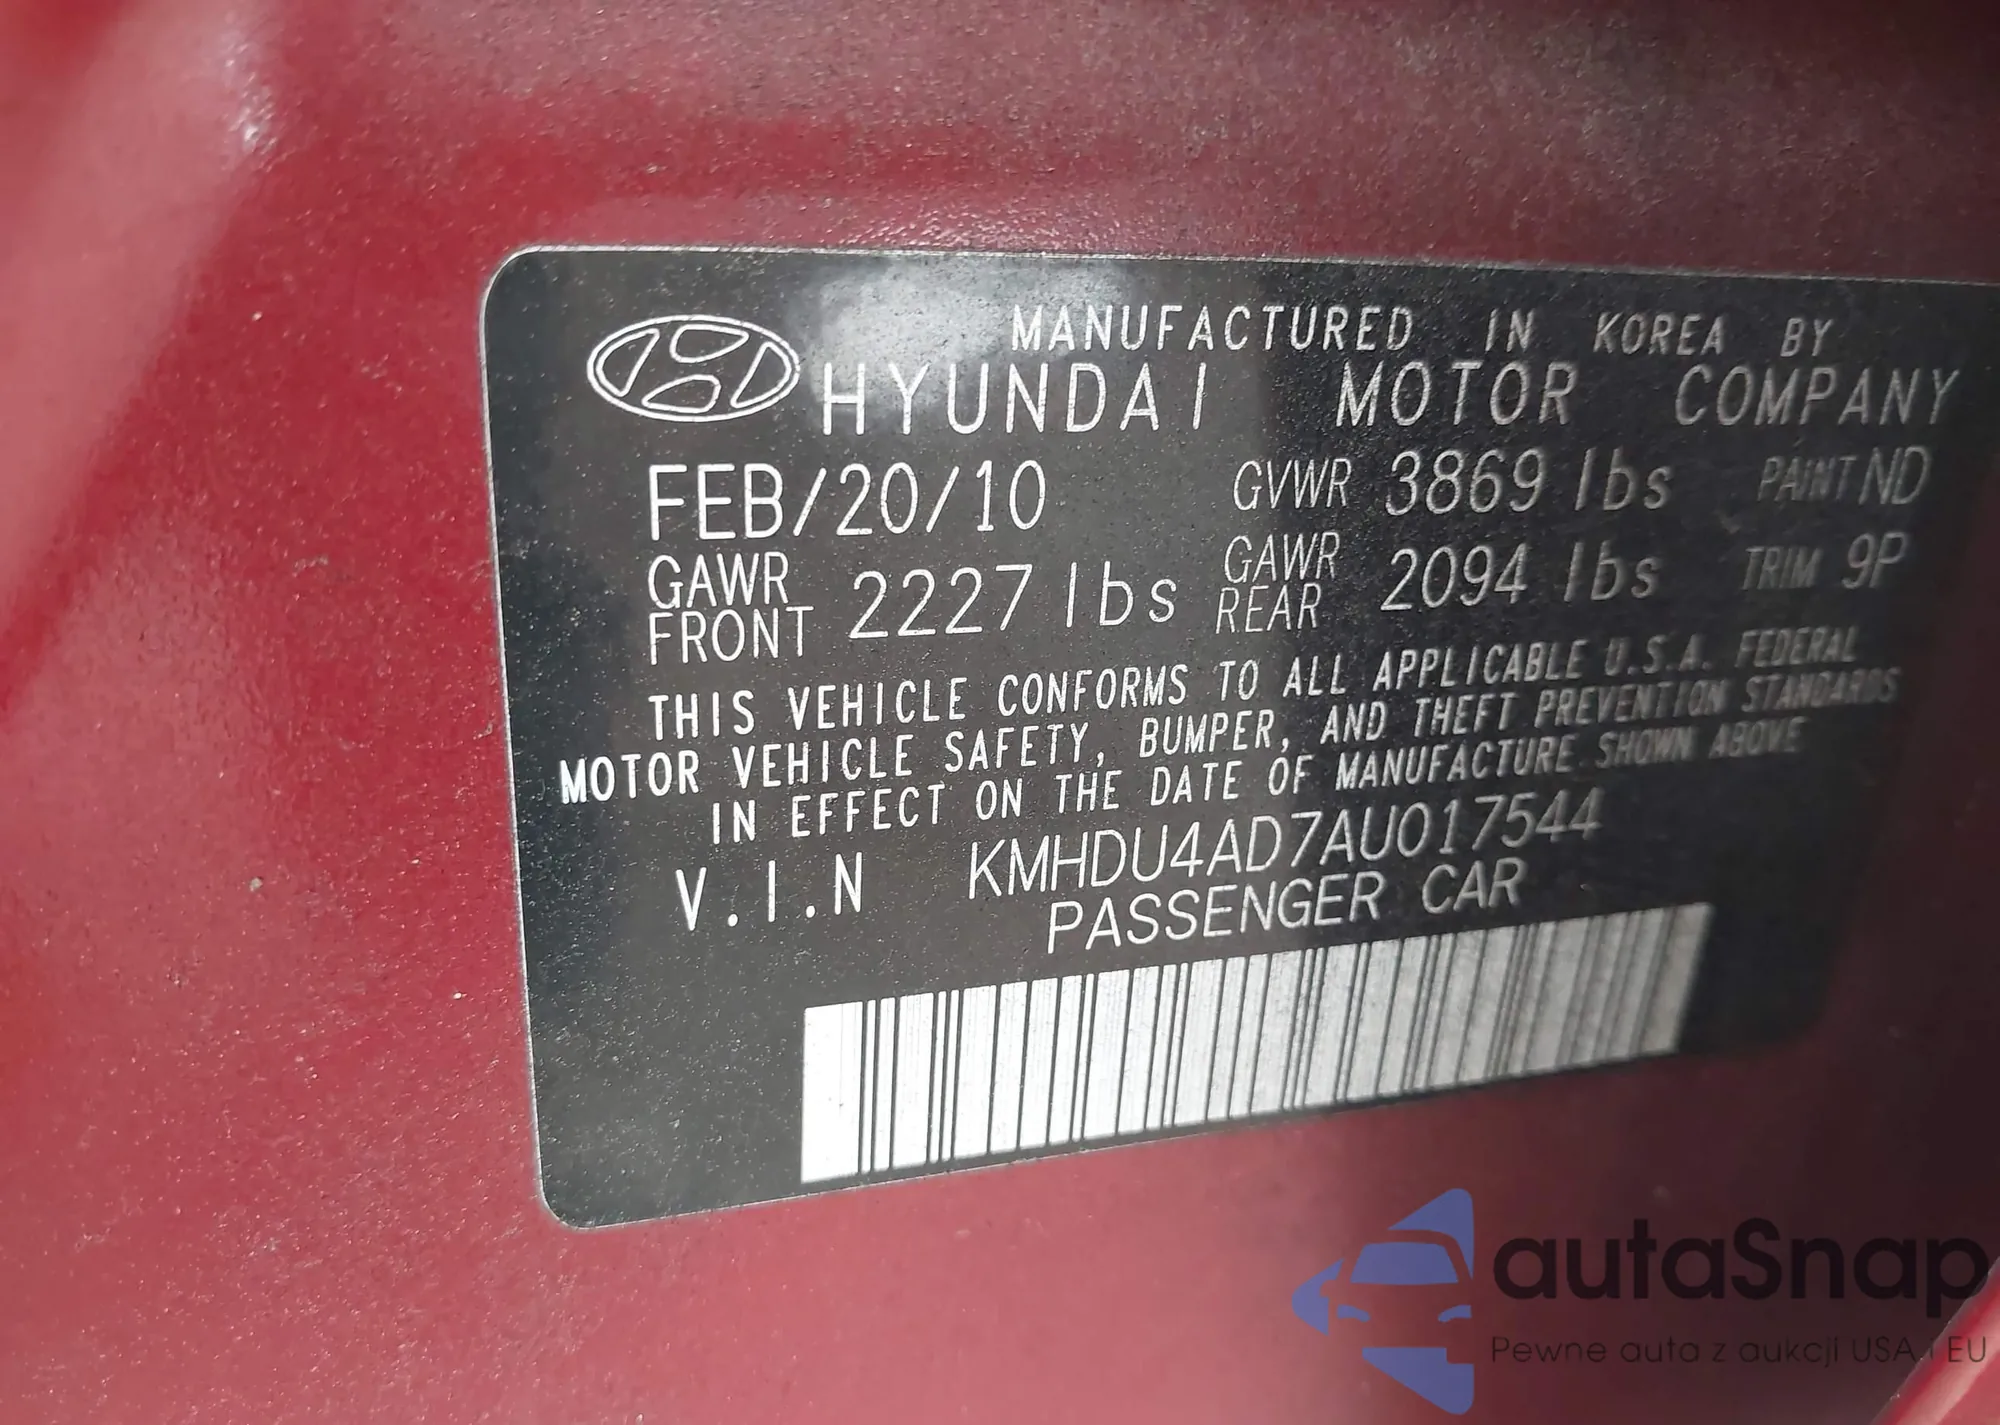 MANUFACTURED IN KOREA BY
HYUNDAI MOTOR COMPANY
FEB/20/10 GVWR 3869 lbs PAINT ND
GAWR FRONT 2227 lbs GAWR REAR 2094 lbs TRIM 9P
THIS VEHICLE CONFORMS TO ALL APPLICABLE U.S.A. FEDERAL
MOTOR VEHICLE SAFETY, BUMPER, AND THEFT PREVENTION STANDARDS
IN EFFECT ON THE DATE OF MANUFACTURE SHOWN ABOVE
V.I.N KMHDU4AD7AU017544
PASSENGER CAR
autaSnap
Pewne auta z aukcji USA i EU